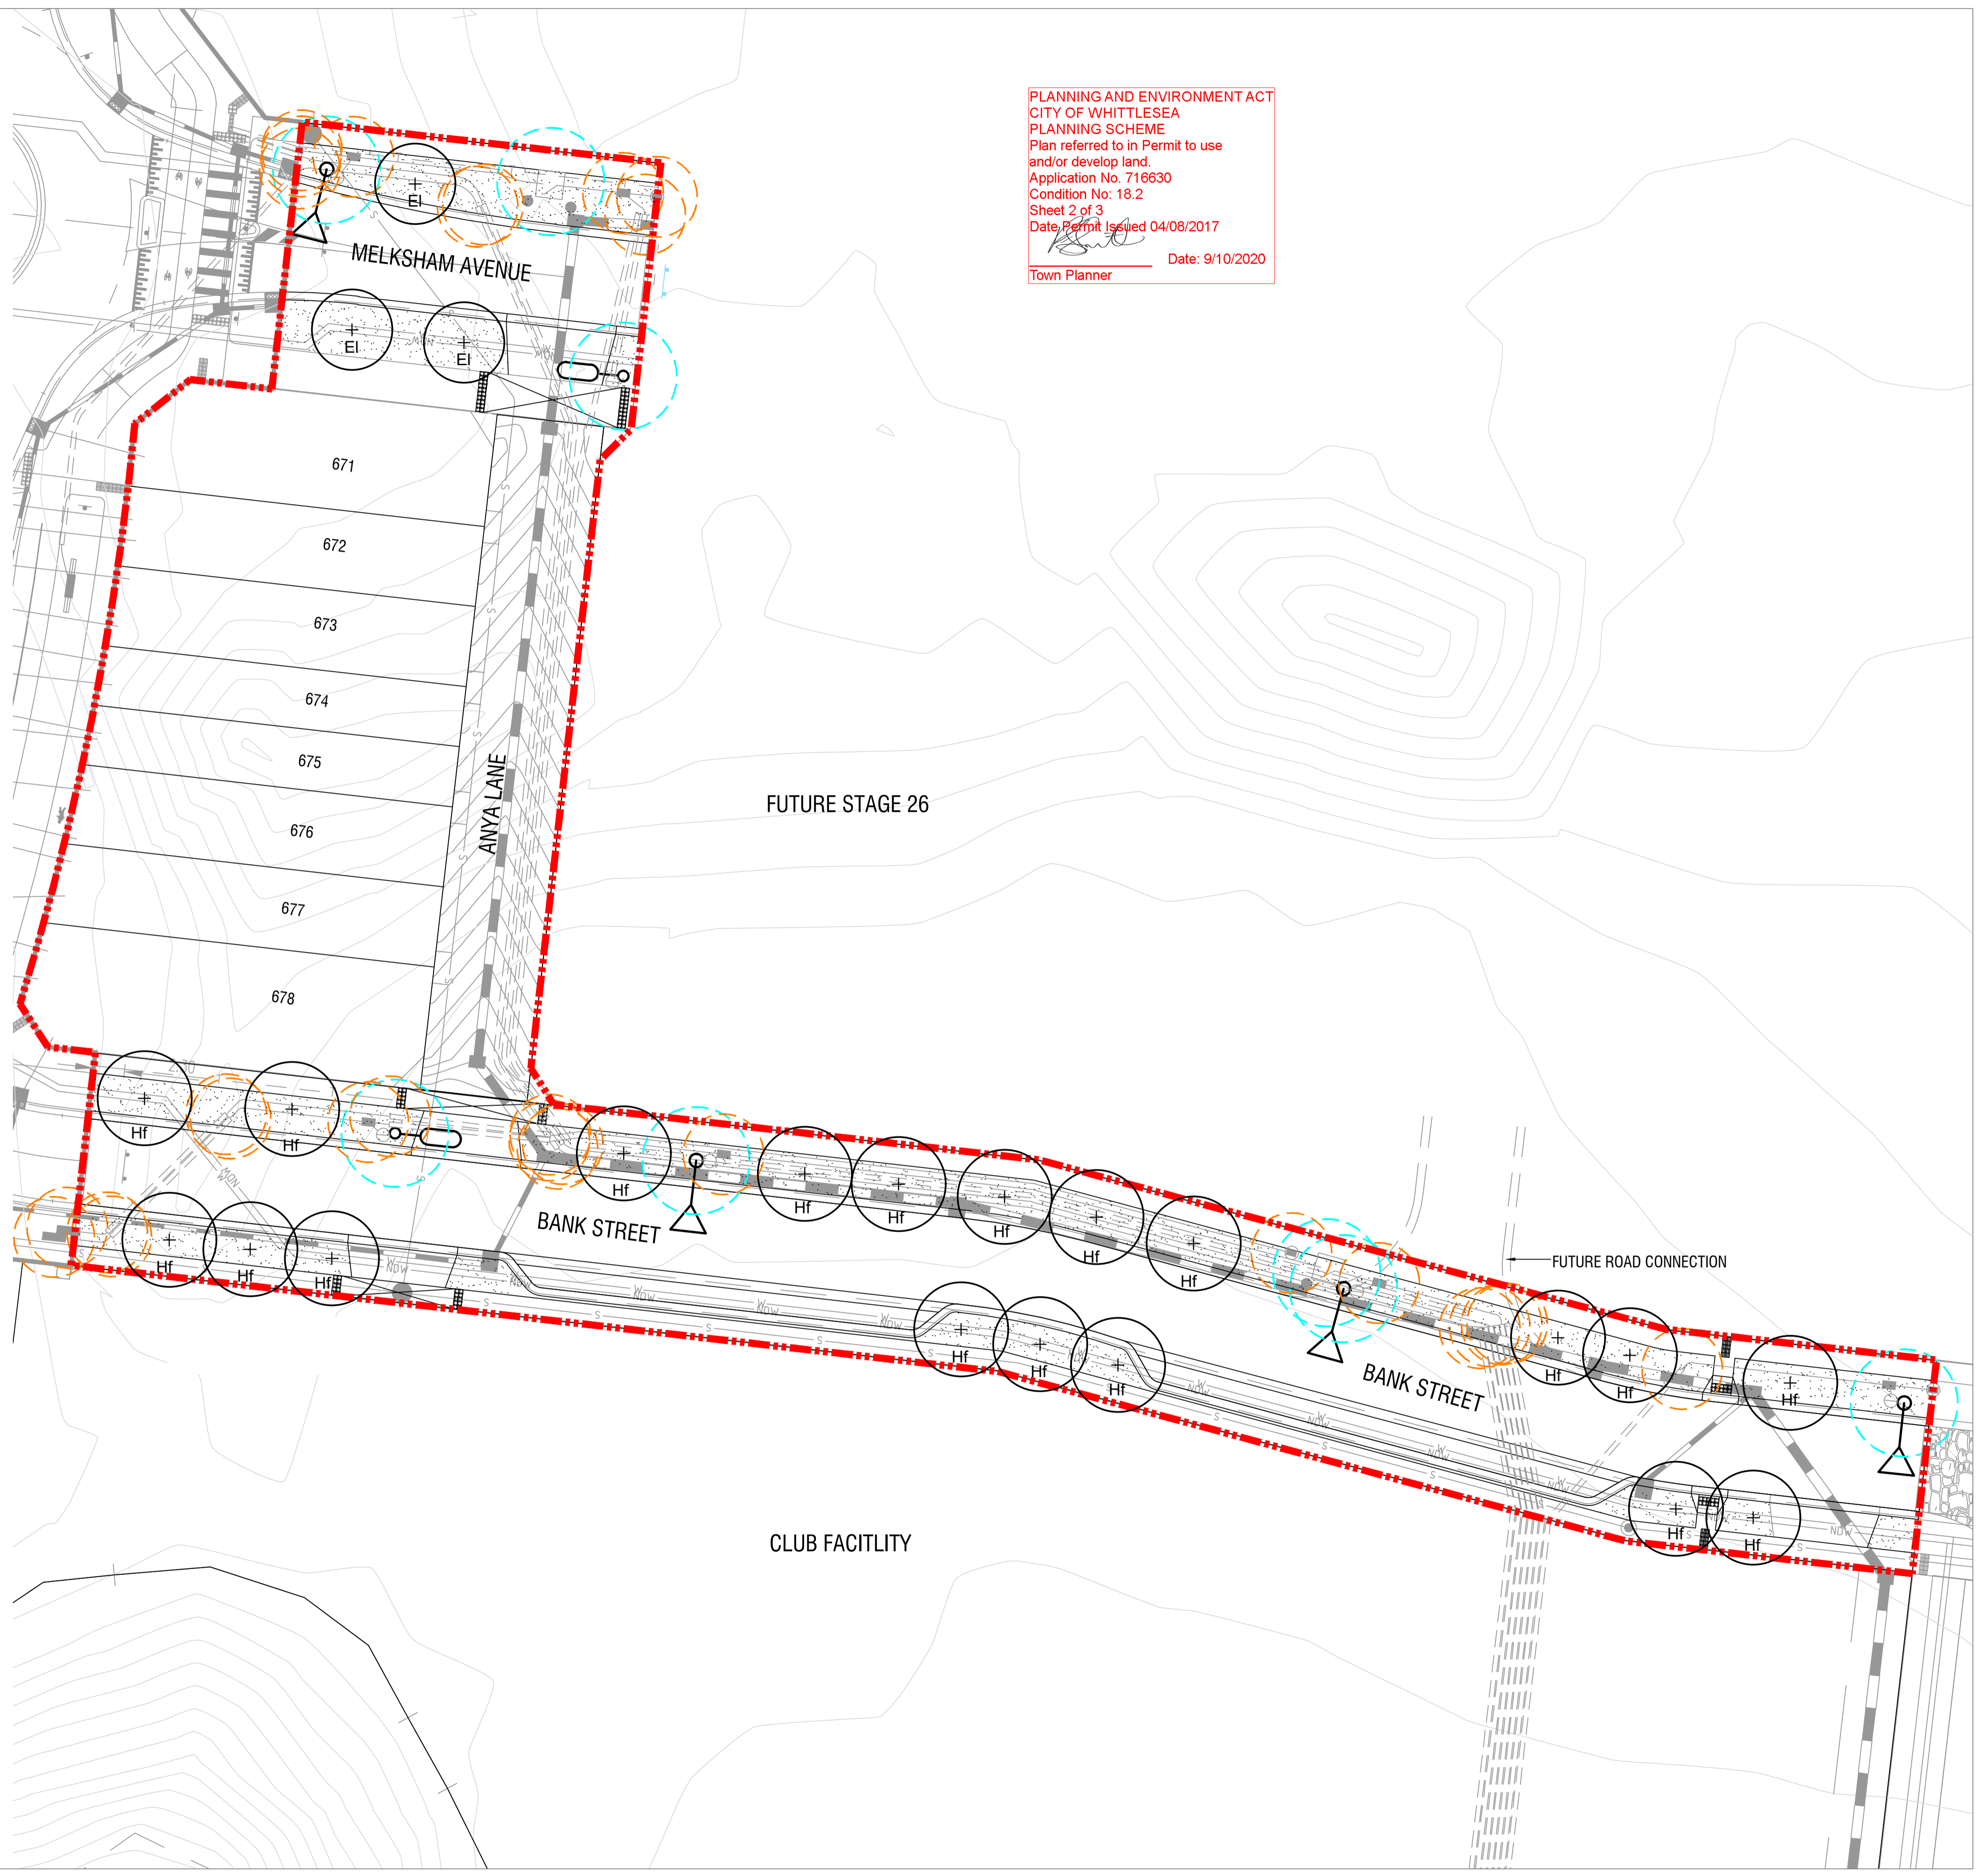 PLANNING AND ENVIRONMENT ACT
CITY OF WHITTLESEA
PLANNING SCHEME
Plan referred to in Permit to use
and/or develop land.
Application No. 716630
Condition No: 18.2
Sheet 2 of 3
Date Permit Issued 04/08/2017
Date: 9/10/2020
Town Planner
El
MELKSHAM AVENUE
El
El
671
672
673
674
675
676
677
678
ANYA LANE
FUTURE STAGE 26
2.70
Hf
Hf
Hf
Hf
Hf
Hf
Hf
Hf
BANK STREET
Hf
Hf
Hf
FUTURE ROAD CONNECTION
Hf
Hf
Hf
Hf
Hf
Hf
BANK STREET
Hf
Hf
Hf
CLUB FACITLITY